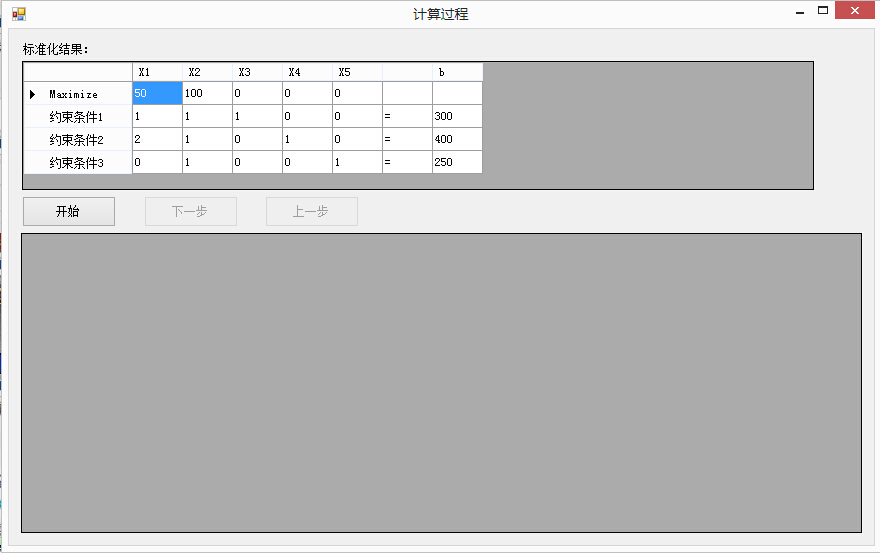 计算过程
标准化结果:
X1 X2 X3 X4 X5 b
Maximize 50 100 0 0 0
约束条件1 1 1 1 0 0 = 300
约束条件2 2 1 0 1 0 = 400
约束条件3 0 1 0 0 1 = 250
开始 下一步 上一步